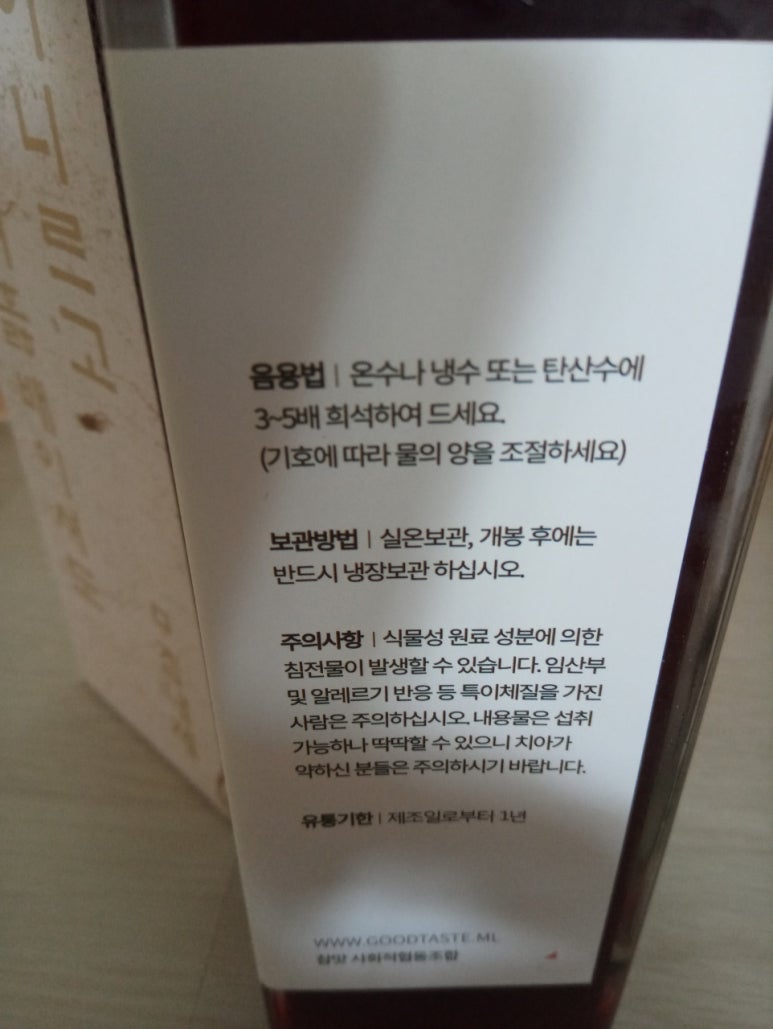 음용법 | 온수나 냉수 또는 탄산수에
3~5배 희석하여 드세요.
(기호에 따라 물의 양을 조절하세요)
보관방법 | 실온보관, 개봉 후에는
반드시 냉장보관 하십시오.
주의사항 | 식물성 원료 성분에 의한
침전물이 발생할 수 있습니다. 임산부
및 알레르기 반응 등 특이체질을 가진
사람은 주의하십시오. 내용물은 섭취
가능하나 딱딱할 수 있으니 치아가
약하신 분들은 주의하시기 바랍니다.
유통기한 | 제조일로부터 1년
WWW.GOODTASTE.ML
참맛 사회적협동조합